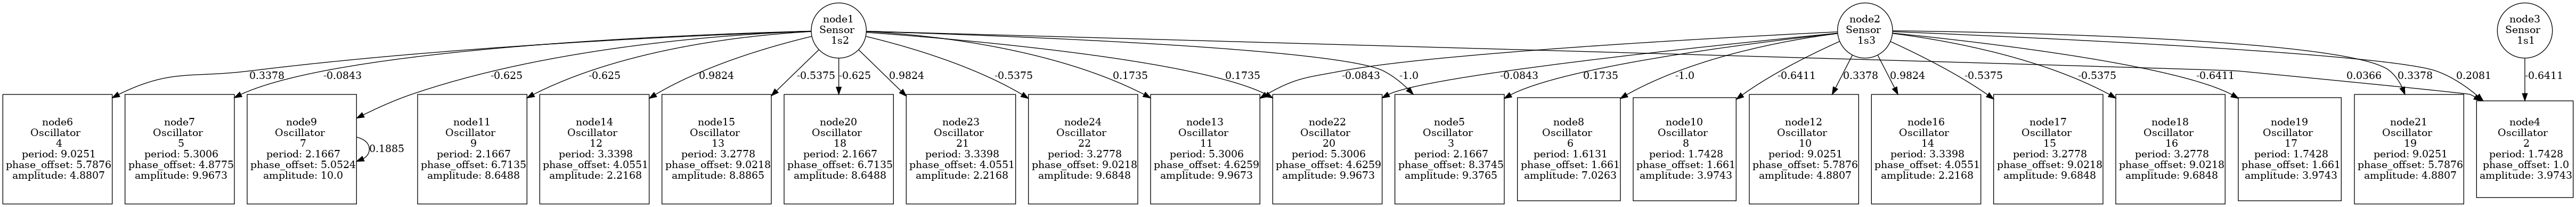 node1
Sensor
1s2
node2
Sensor
1s3
node3
Sensor
1s1
0.3378
-0.0843
-0.625
-0.625
0.9824
-0.5375
-0.625
0.9824
-0.5375
0.1735
0.1735
-0.0843
-1.0
-0.0843
0.1735
-1.0
-0.6411
0.3378
0.9824
-0.5375
-0.5375
-0.6411
0.3378
0.0366
0.2081
-0.6411
node6
Oscillator
4
period: 9.0251
phase_offset: 5.7876
amplitude: 4.8807
node7
Oscillator
5
period: 5.3006
phase_offset: 4.8775
amplitude: 9.9673
node9
Oscillator
7
period: 2.1667
phase_offset: 5.0524
amplitude: 10.0
0.1885
node11
Oscillator
9
period: 2.1667
phase_offset: 6.7135
amplitude: 8.6488
node14
Oscillator
12
period: 3.3398
phase_offset: 4.0551
amplitude: 2.2168
node15
Oscillator
13
period: 3.2778
phase_offset: 9.0218
amplitude: 8.8865
node20
Oscillator
18
period: 2.1667
phase_offset: 6.7135
amplitude: 8.6488
node23
Oscillator
21
period: 3.3398
phase_offset: 4.0551
amplitude: 2.2168
node24
Oscillator
22
period: 3.2778
phase_offset: 9.0218
amplitude: 9.6848
node13
Oscillator
11
period: 5.3006
phase_offset: 4.6259
amplitude: 9.9673
node22
Oscillator
20
period: 5.3006
phase_offset: 4.6259
amplitude: 9.9673
node5
Oscillator
3
period: 2.1667
phase_offset: 8.3745
amplitude: 9.3765
node8
Oscillator
6
period: 1.6131
phase_offset: 1.661
amplitude: 7.0263
node10
Oscillator
8
period: 1.7428
phase_offset: 1.661
amplitude: 3.9743
node12
Oscillator
10
period: 9.0251
phase_offset: 5.7876
amplitude: 4.8807
node16
Oscillator
14
period: 3.3398
phase_offset: 4.0551
amplitude: 2.2168
node17
Oscillator
15
period: 3.2778
phase_offset: 9.0218
amplitude: 9.6848
node18
Oscillator
16
period: 3.2778
phase_offset: 9.0218
amplitude: 9.6848
node19
Oscillator
17
period: 1.7428
phase_offset: 1.661
amplitude: 3.9743
node21
Oscillator
19
period: 9.0251
phase_offset: 5.7876
amplitude: 4.8807
node4
Oscillator
2
period: 1.7428
phase_offset: 1.0
amplitude: 3.9743